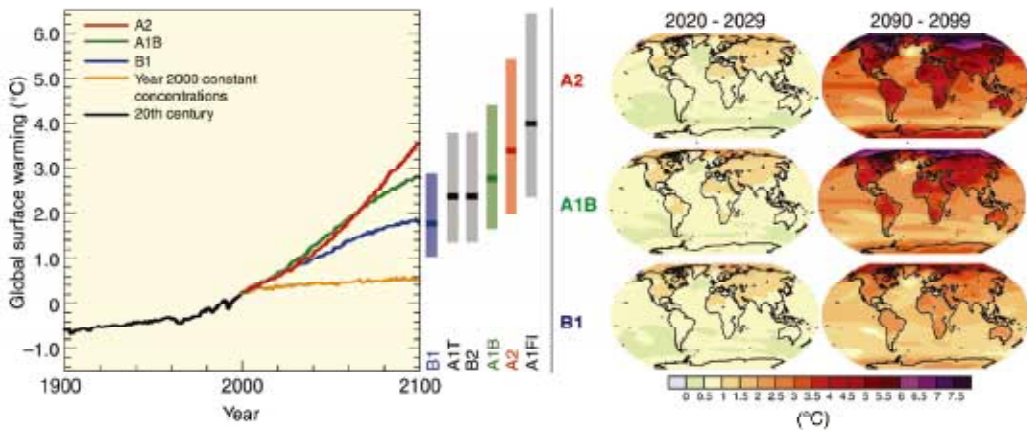 A2
A1B
B1
Year 2000 constant
concentrations
20th century
Global surface warming (°C)
6.0
5.0
4.0
3.0
2.0
1.0
0
−1.0
1900
2000
2100
Year
B1
A1T
B2
A1B
A2
A1FI
2020 - 2029
2090 - 2099
A2
A1B
B1
0 0.5 1 1.5 2 2.5 3 3.5 4 4.5 5 5.5 6 6.5 7 7.5
(°C)